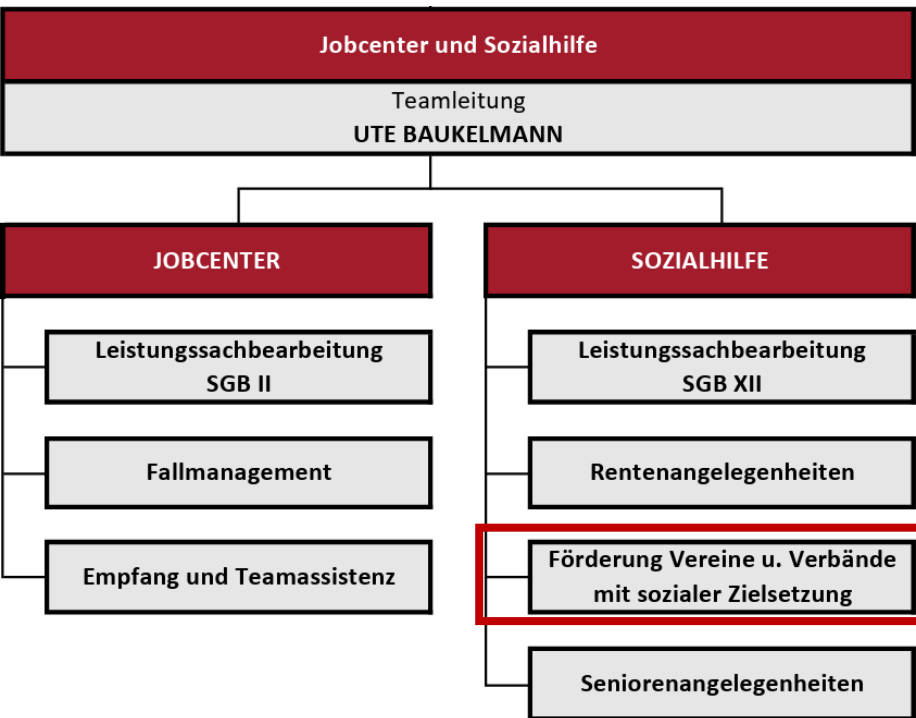 Jobcenter und Sozialhilfe
Teamleitung
UTE BAUKELMANN
JOBCENTER
Leistungssachbearbeitung
SGB II
Fallmanagement
Empfang und Teamassistenz
SOZIALHILFE
Leistungssachbearbeitung
SGB XII
Rentenangelegenheiten
Förderung Vereine u. Verbände
mit sozialer Zielsetzung
Seniorenangelegenheiten